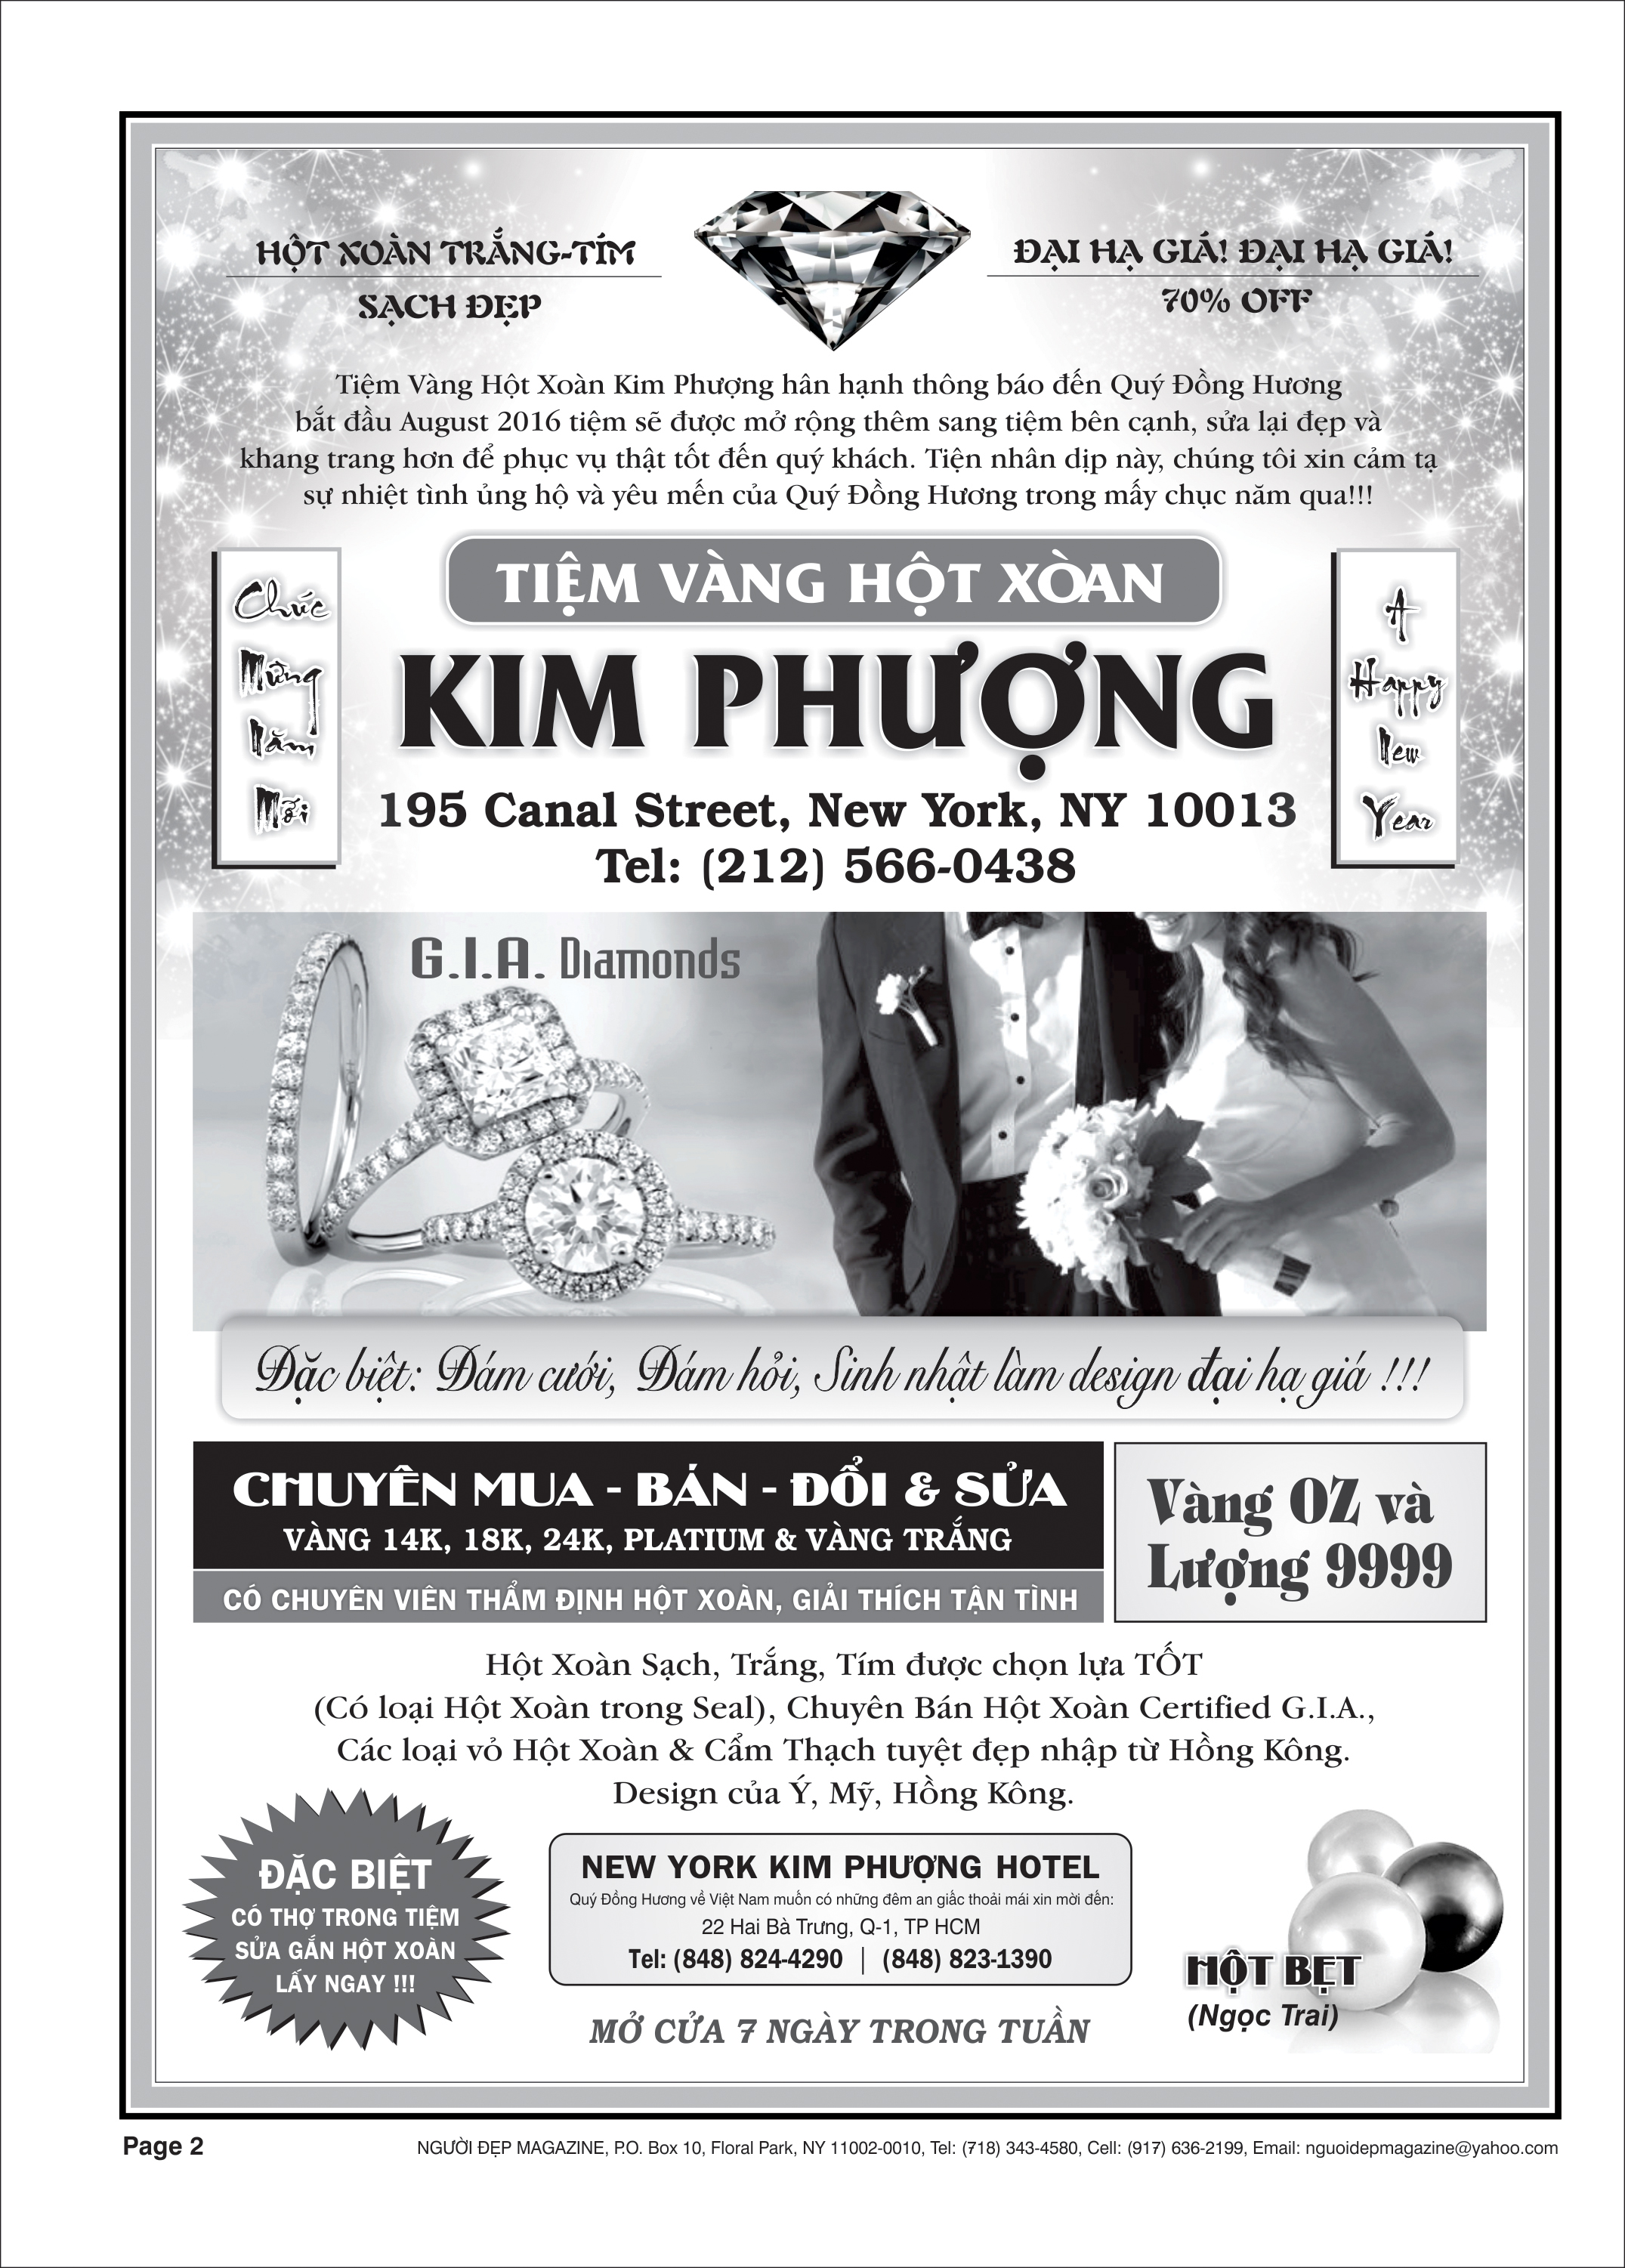 HỘT XOÀN TRẮNG-TÍM
SẠCH ĐẸP
ĐẠI HẠ GIÁ! ĐẠI HẠ GIÁ!
70% OFF
Tiệm Vàng Hột Xoàn Kim Phượng hân hạnh thông báo đến Quý Đồng Hương
bắt đầu August 2016 tiệm sẽ được mở rộng thêm sang tiệm bên cạnh, sửa lại đẹp và
khang trang hơn để phục vụ thật tốt đến quý khách. Tiện nhân dịp này, chúng tôi xin cảm tạ
sự nhiệt tình ủng hộ và yêu mến của Quý Đồng Hương trong mấy chục năm qua!!!
Chúc
Mừng
Năm
Mới
TIỆM VÀNG HỘT XÒAN
KIM PHƯỢNG
195 Canal Street, New York, NY 10013
Tel: (212) 566-0438
A
Happy
New
Year
G.I.A. Diamonds
Đặc biệt: Đám cưới, Đám hỏi, Sinh nhật làm design đại hạ giá !!!
CHUYÊN MUA - BÁN - ĐỔI & SỬA
VÀNG 14K, 18K, 24K, PLATIUM & VÀNG TRẮNG
CÓ CHUYÊN VIÊN THẨM ĐỊNH HỘT XOÀN, GIẢI THÍCH TẬN TÌNH
Vàng OZ và
Lượng 9999
Hột Xoàn Sạch, Trắng, Tím được chọn lựa TỐT
(Có loại Hột Xoàn trong Seal), Chuyên Bán Hột Xoàn Certified G.I.A.,
Các loại vỏ Hột Xoàn & Cẩm Thạch tuyệt đẹp nhập từ Hồng Kông.
Design của Ý, Mỹ, Hồng Kông.
ĐẶC BIỆT
CÓ THỢ TRONG TIỆM
SỬA GẮN HỘT XOÀN
LẤY NGAY !!!
NEW YORK KIM PHƯỢNG HOTEL
Quý Đồng Hương về Việt Nam muốn có những đêm an giấc thoải mái xin mời đến:
22 Hai Bà Trưng, Q-1, TP HCM
Tel: (848) 824-4290 | (848) 823-1390
MỞ CỬA 7 NGÀY TRONG TUẦN
HỘT BẸT
(Ngọc Trai)
Page 2
NGƯỜI ĐẸP MAGAZINE, P.O. Box 10, Floral Park, NY 11002-0010, Tel: (718) 343-4580, Cell: (917) 636-2199, Email: nguoidepmagazine@yahoo.com